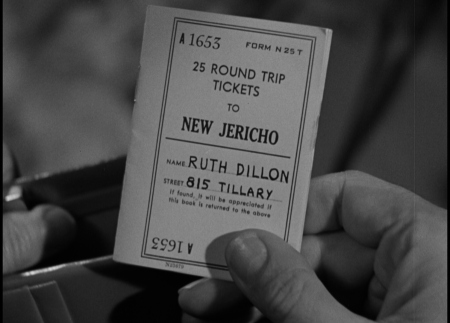 A 1653 FORM N 25 T
25 ROUND TRIP
TICKETS
TO
NEW JERICHO
NAME RUTH DILLON
STREET 815 TILLARY
If found, it will be appreciated if
this book is returned to the above
A 1653